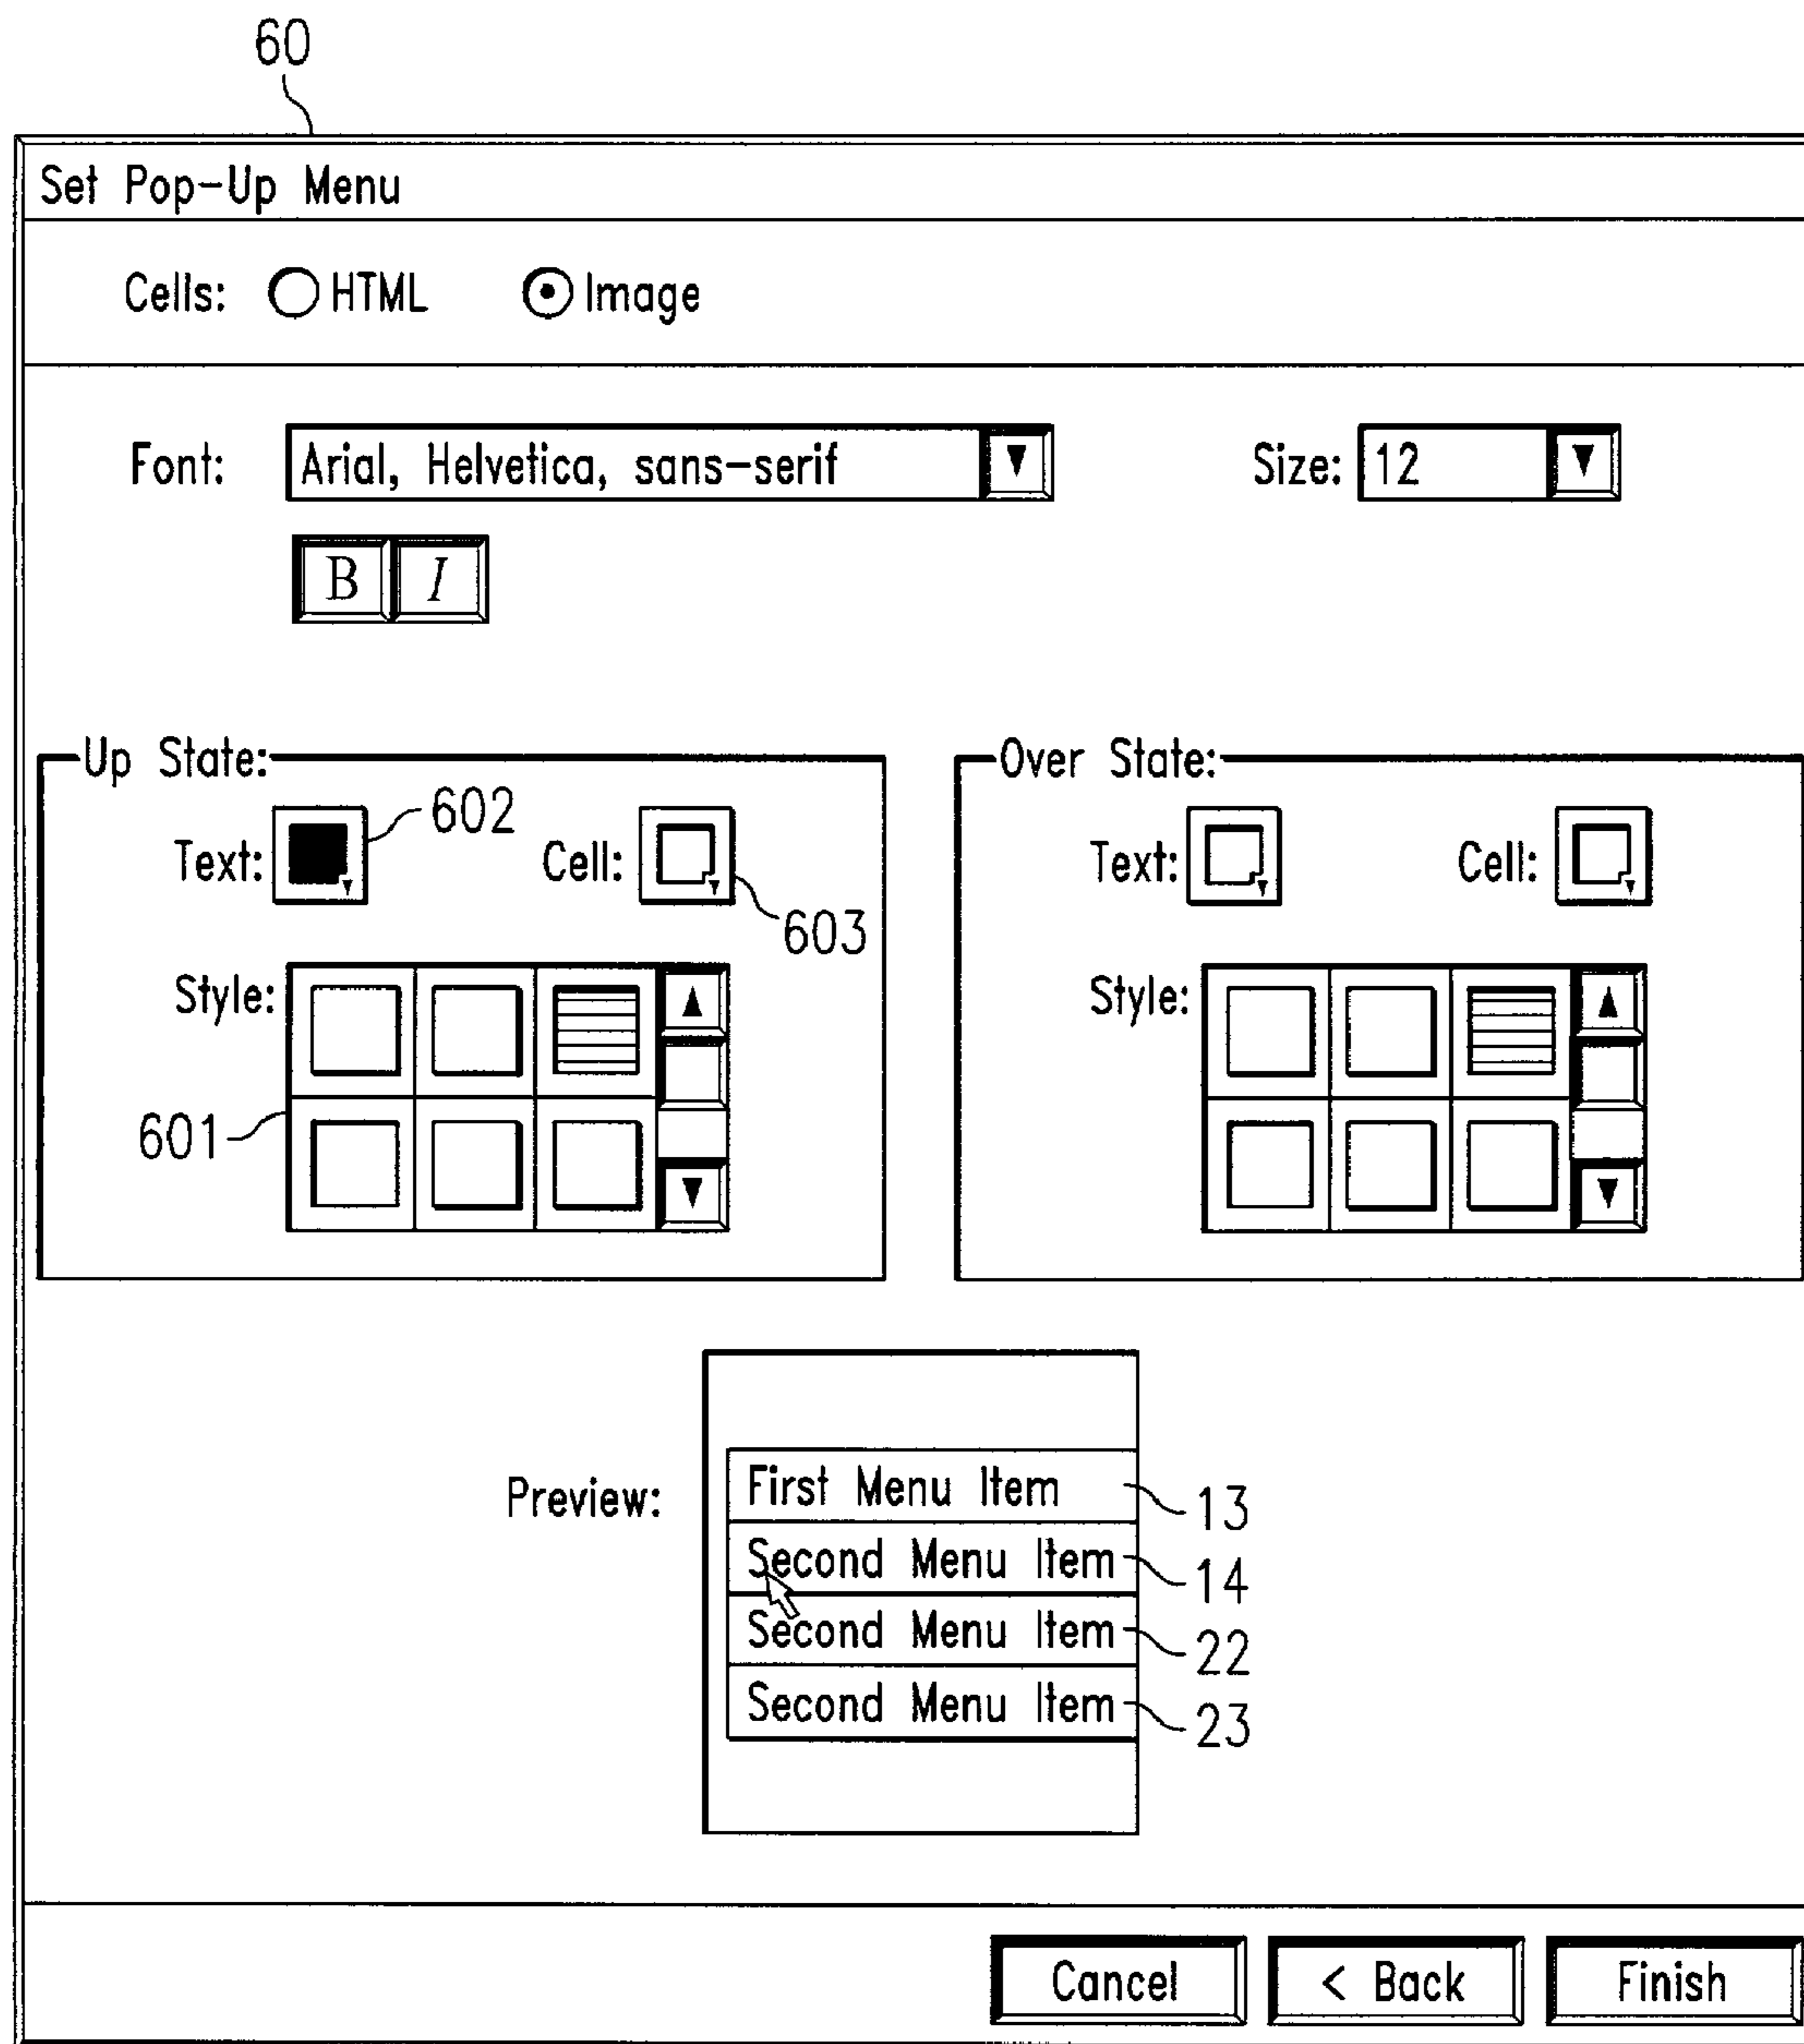 60
Set Pop-Up Menu
Cells: HTML Image
Font: Arial, Helvetica, sans-serif Size: 12
B I
Up State: Over State:
Text: 602 Cell: 603 Text: Cell:
Style: Style:
601
Preview:
First Menu Item 13
Second Menu Item 14
Second Menu Item 22
Second Menu Item 23
Cancel < Back Finish